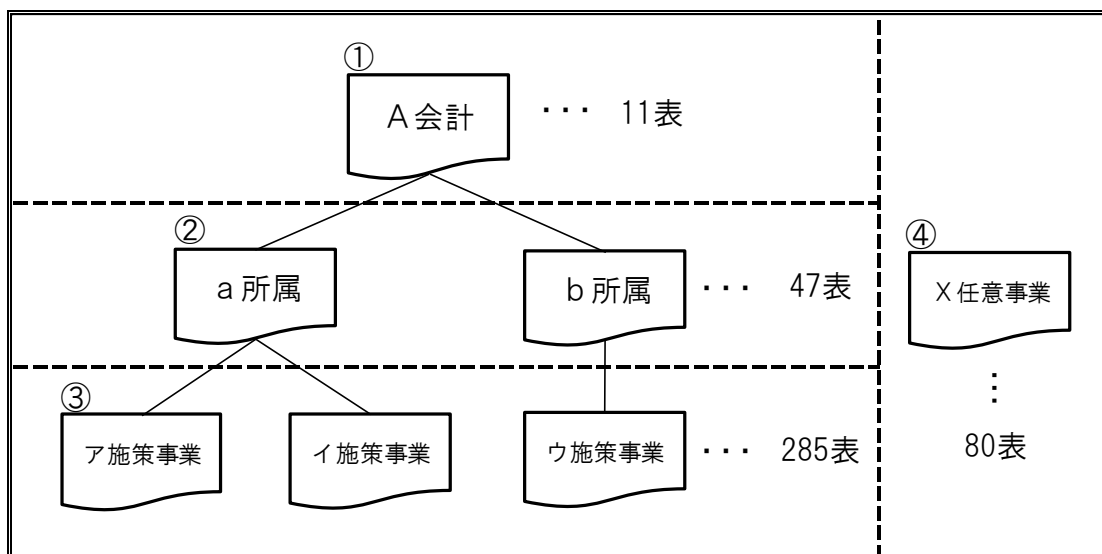 ①
A会計
・・・ 11表
②
a所属
b所属
・・・ 47表
④
X任意事業
⋮
80表
③
ア施策事業
イ施策事業
ウ施策事業
・・・ 285表